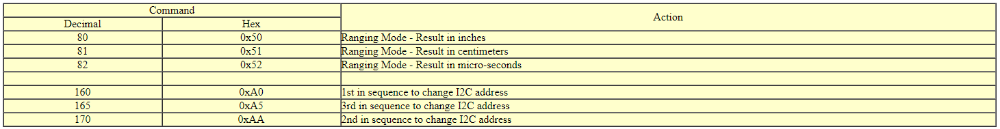 Command
Action
Decimal Hex
80 0x50 Ranging Mode - Result in inches
81 0x51 Ranging Mode - Result in centimeters
82 0x52 Ranging Mode - Result in micro-seconds
160 0xA0 1st in sequence to change I2C address
165 0xA5 3rd in sequence to change I2C address
170 0xAA 2nd in sequence to change I2C address